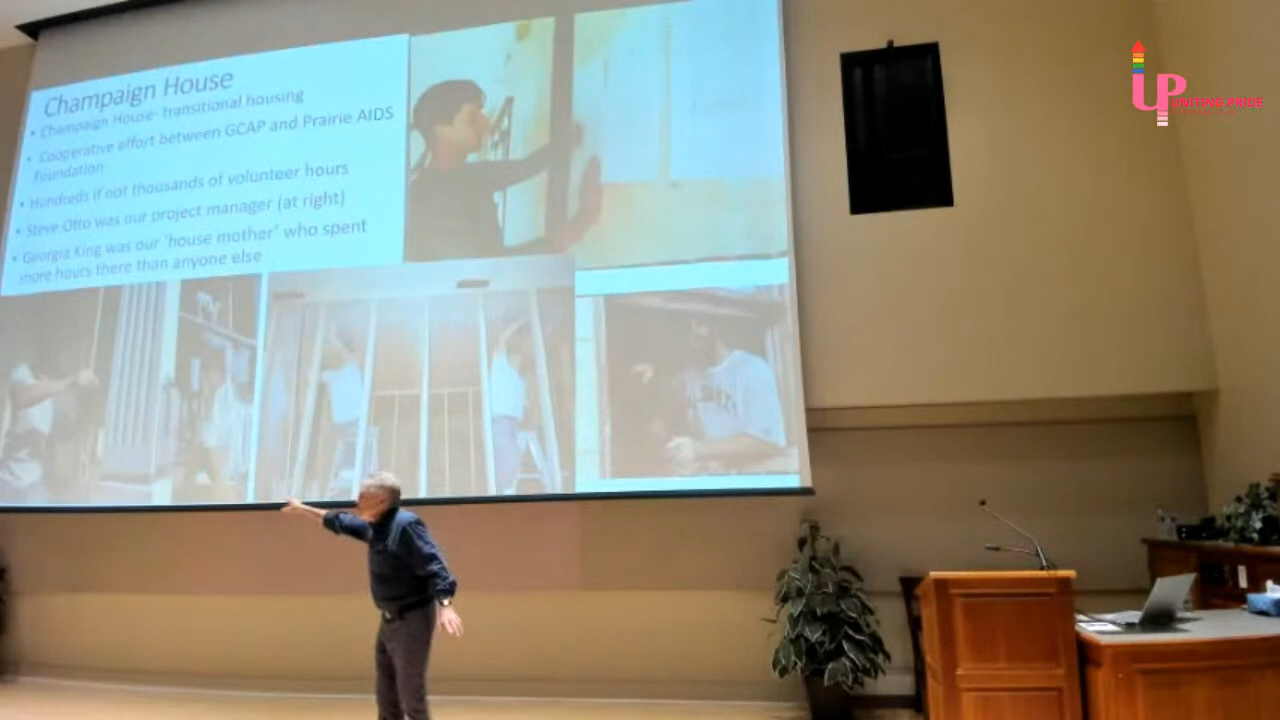 Champaign House
• Champaign House- transitional housing
• Cooperative effort between GCAP and Prairie AIDS
Foundation
• Hundreds if not thousands of volunteer hours
• Steve Otto was our project manager (at right)
• Georgia King was our ‘house mother’ who spent
more hours there than anyone else
UP
UNITING PRIDE